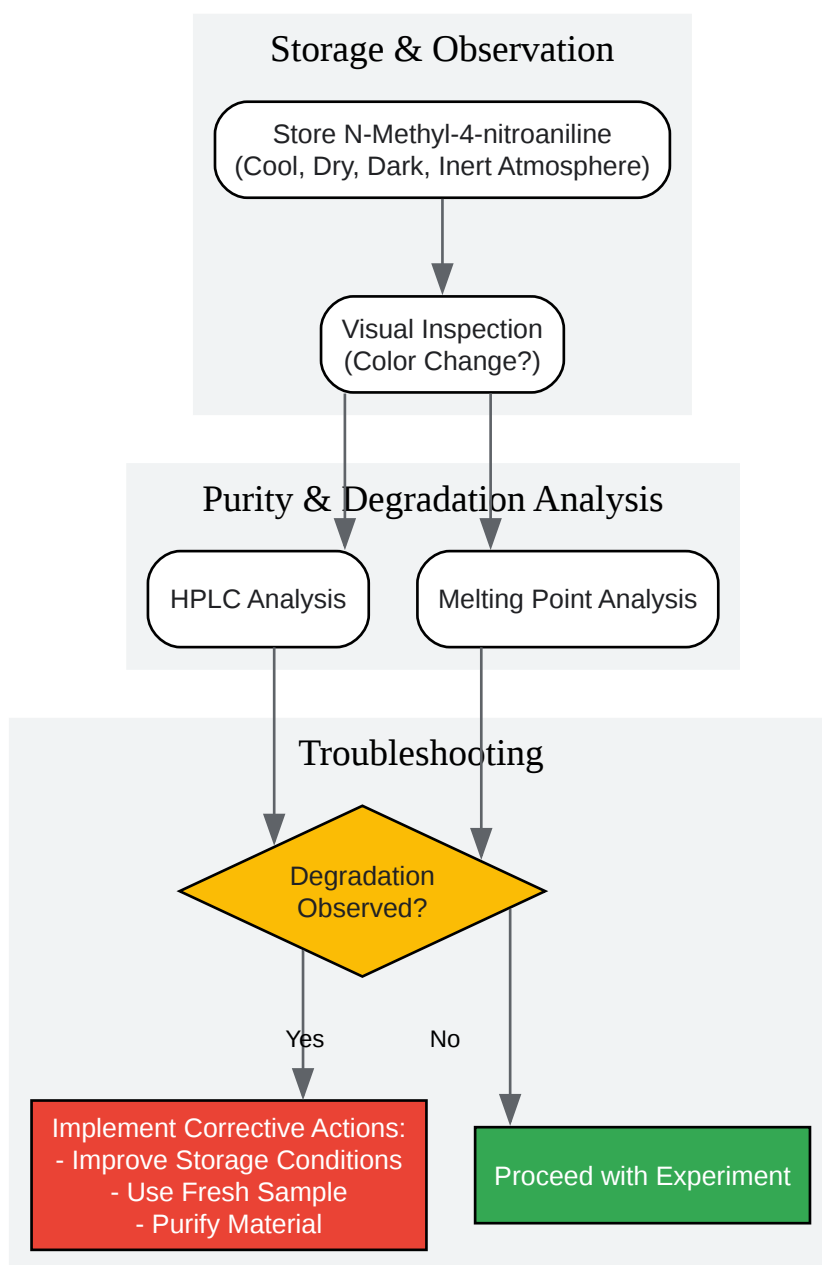 Storage & Observation
Store N-Methyl-4-nitroaniline
(Cool, Dry, Dark, Inert Atmosphere)
Visual Inspection
(Color Change?)
Purity & Degradation Analysis
HPLC Analysis
Melting Point Analysis
Troubleshooting
Degradation
Observed?
Yes
No
Implement Corrective Actions:
- Improve Storage Conditions
- Use Fresh Sample
- Purify Material
Proceed with Experiment